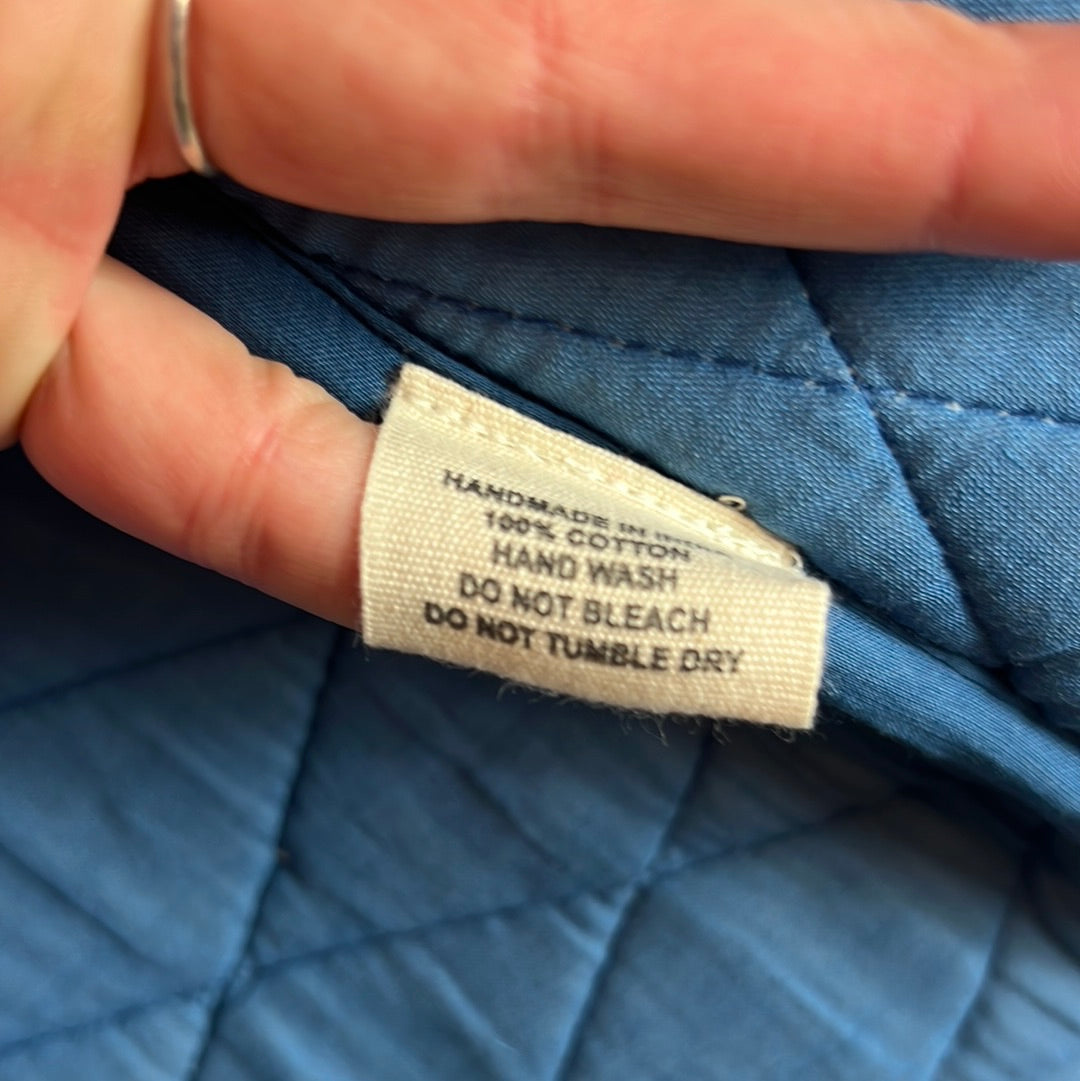 HANDMADE IN
100% COTTON
HAND WASH
DO NOT BLEACH
DO NOT TUMBLE DRY